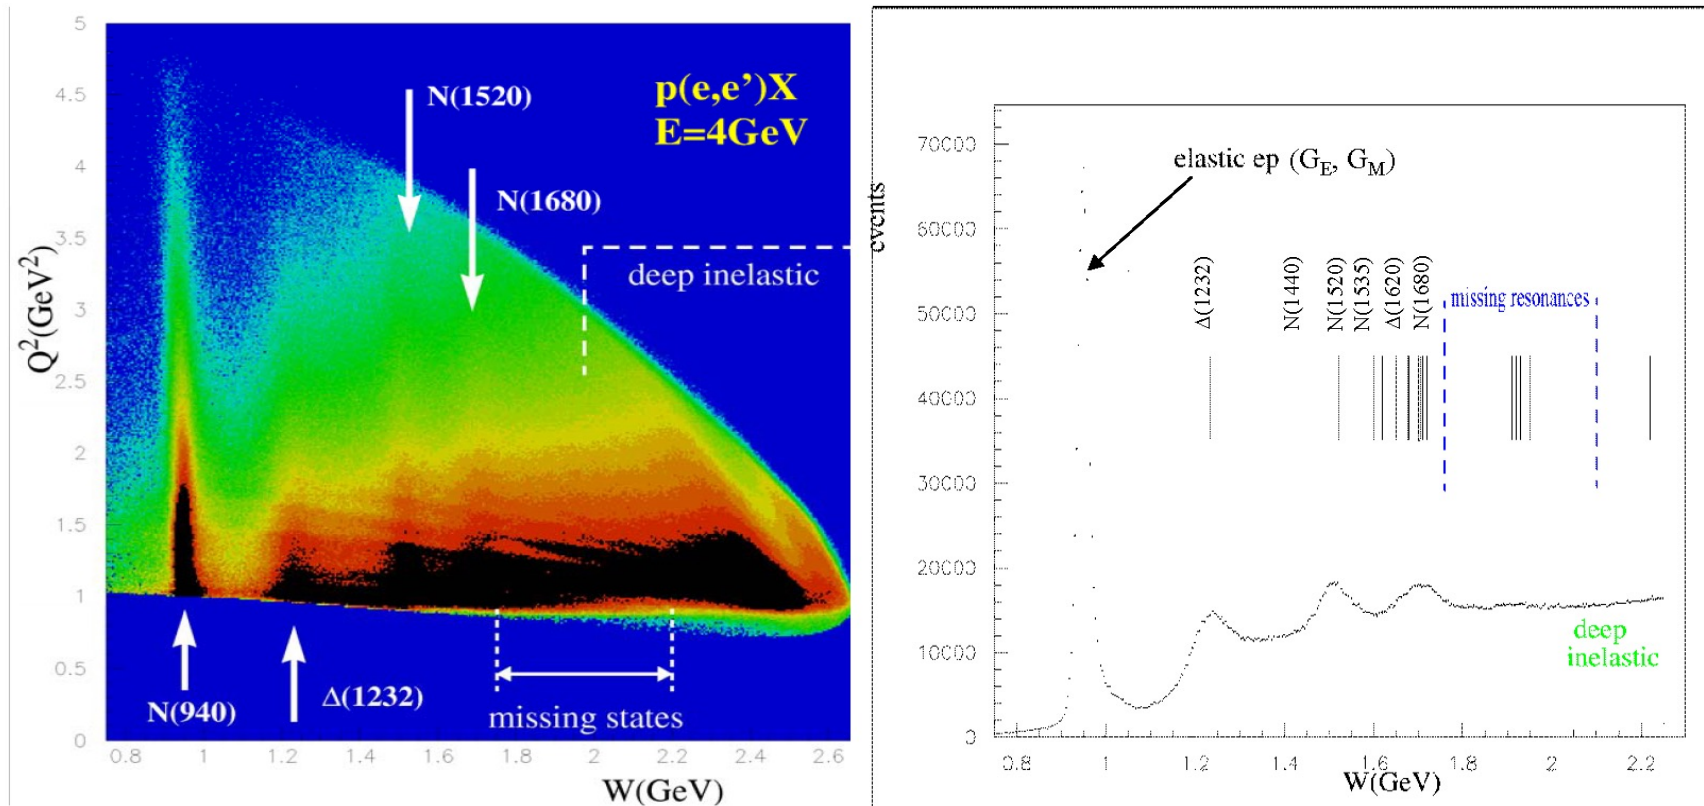 p(e,e’)X
E=4GeV
N(1520)
N(1680)
deep inelastic
N(940)
Δ(1232)
missing states
Q²(GeV²)
5
4.5
4
3.5
3
2.5
2
1.5
1
0.5
0
0.8
1
1.2
1.4
1.6
1.8
2
2.2
2.4
2.6
W(GeV)
events
70000
60000
50000
40000
30000
20000
10000
0
elastic ep (G_E, G_M)
Δ(1232)
N(1440)
N(1520)
N(1535)
Δ(1620)
N(1680)
missing resonances
deep
inelastic
0.8
1
1.2
1.4
1.6
1.8
2
2.2
W(GeV)